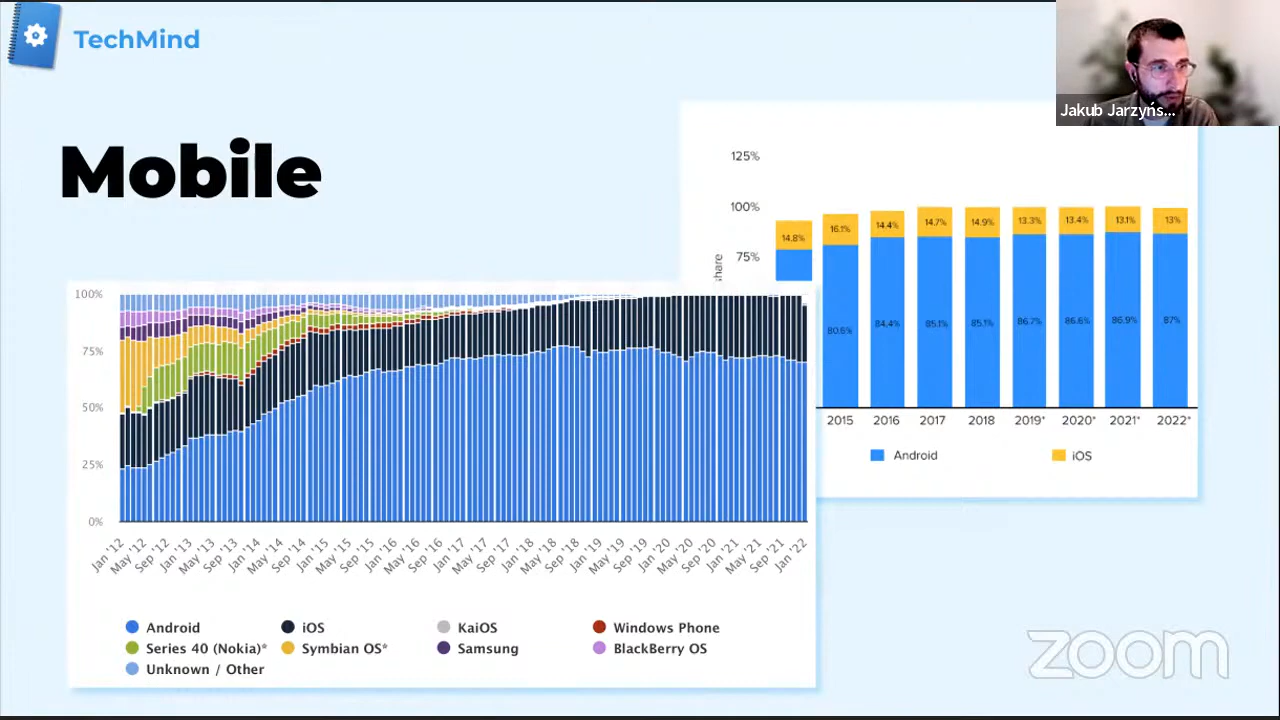 TechMind
Jakub Jarzyńs...
Mobile
125%
100%
75%
share
14.8%
16.1%
14.4%
14.7%
14.9%
13.3%
13.4%
13.1%
13%
80.6%
84.4%
85.1%
85.1%
86.7%
86.6%
86.9%
87%
2015
2016
2017
2018
2019*
2020*
2021*
2022*
Android
iOS
100%
75%
50%
25%
0%
Jan '12
May '12
Sep '12
Jan '13
May '13
Sep '13
Jan '14
May '14
Sep '14
Jan '15
May '15
Sep '15
Jan '16
May '16
Sep '16
Jan '17
May '17
Sep '17
Jan '18
May '18
Sep '18
Jan '19
May '19
Sep '19
Jan '20
May '20
Sep '20
Jan '21
May '21
Sep '21
Jan '22
Android
iOS
KaiOS
Windows Phone
Series 40 (Nokia)*
Symbian OS*
Samsung
BlackBerry OS
Unknown / Other
zoom